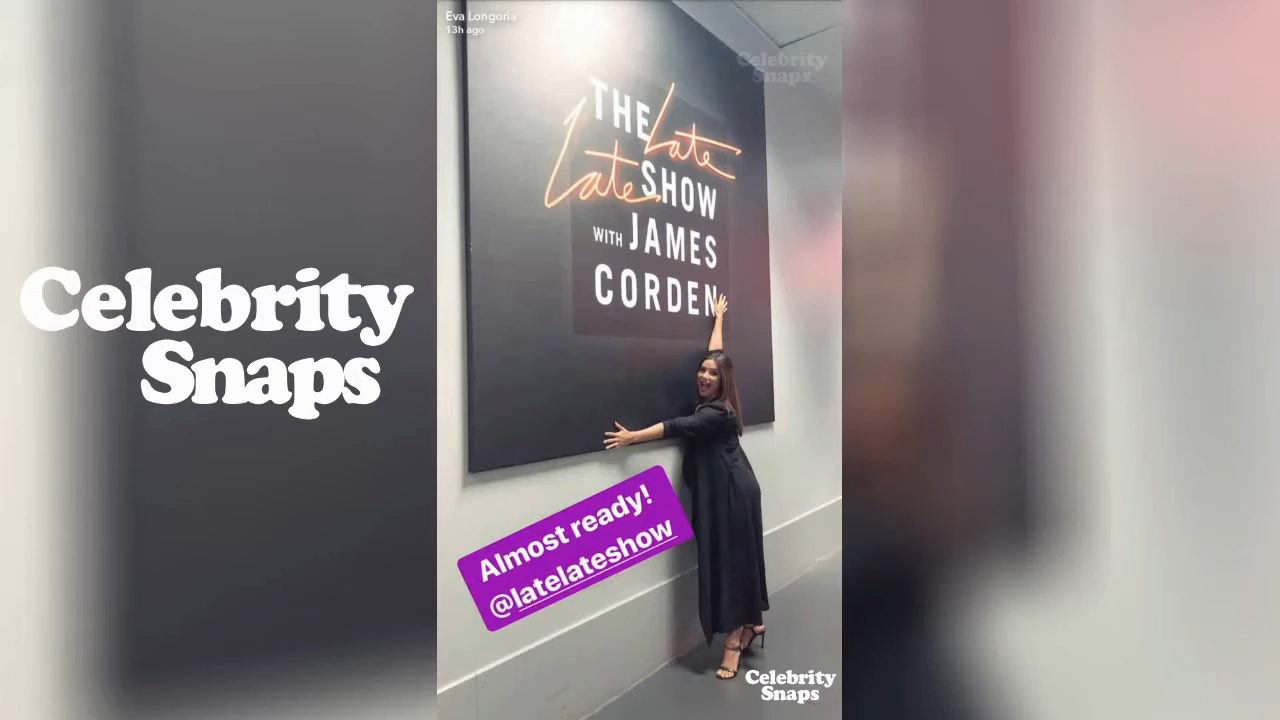 Eva Longoria
13h ago
Celebrity
Snaps
THE Late
Late SHOW
WITH JAMES
CORDEN
Celebrity
Snaps
Almost ready!
@latelateshow
Celebrity
Snaps